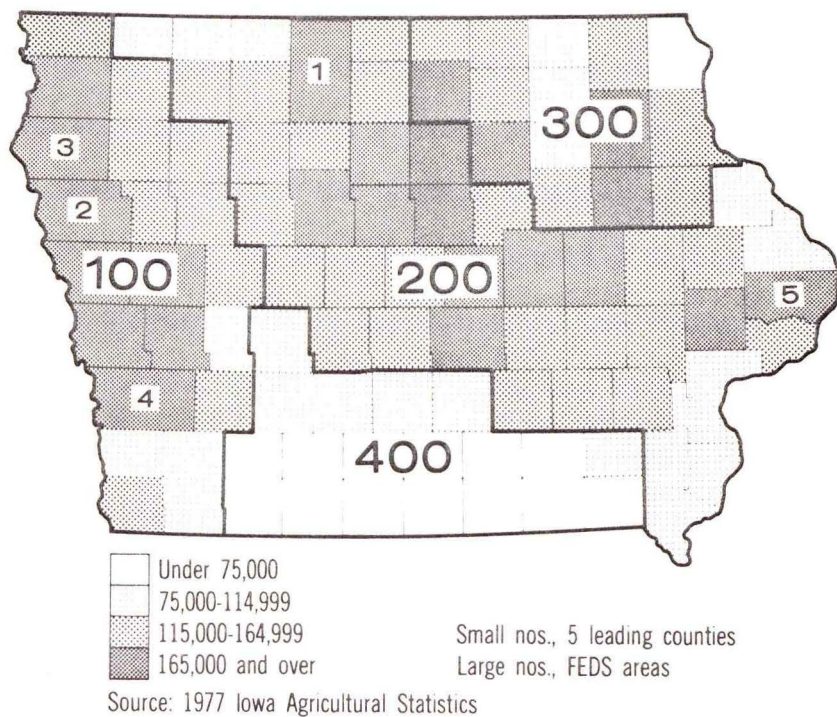 1
300
3
2
100
200
5
4
400
Under 75,000
75,000-114,999
115,000-164,999
165,000 and over
Small nos., 5 leading counties
Large nos., FEDS areas
Source: 1977 Iowa Agricultural Statistics